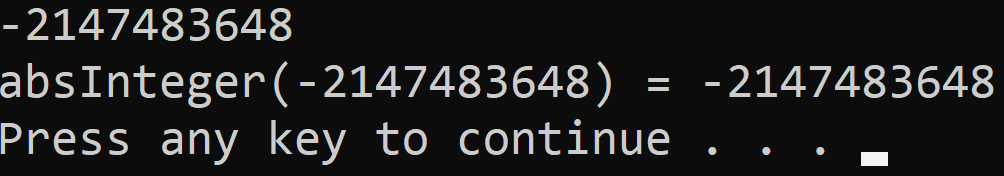 -2147483648
absInteger(-2147483648) = -2147483648
Press any key to continue . . .